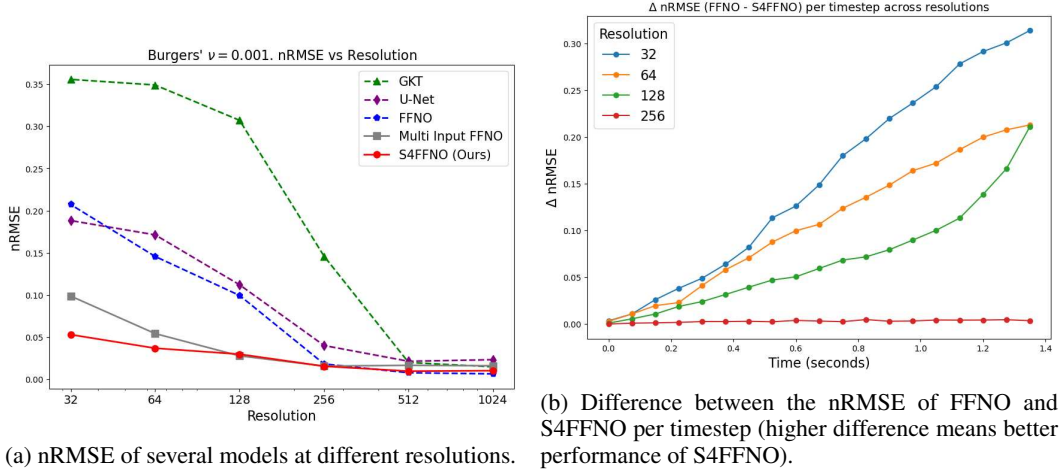 Burgers' ν = 0.001. nRMSE vs Resolution
GKT
U-Net
FFNO
Multi Input FFNO
S4FFNO (Ours)
nRMSE
0.35
0.30
0.25
0.20
0.15
0.10
0.05
0.00
32
64
128
256
512
1024
Resolution
(a) nRMSE of several models at different resolutions.
Δ nRMSE (FFNO - S4FFNO) per timestep across resolutions
Resolution
32
64
128
256
Δ nRMSE
0.30
0.25
0.20
0.15
0.10
0.05
0.00
0.0
0.2
0.4
0.6
0.8
1.0
1.2
1.4
Time (seconds)
(b) Difference between the nRMSE of FFNO and
S4FFNO per timestep (higher difference means better
performance of S4FFNO).